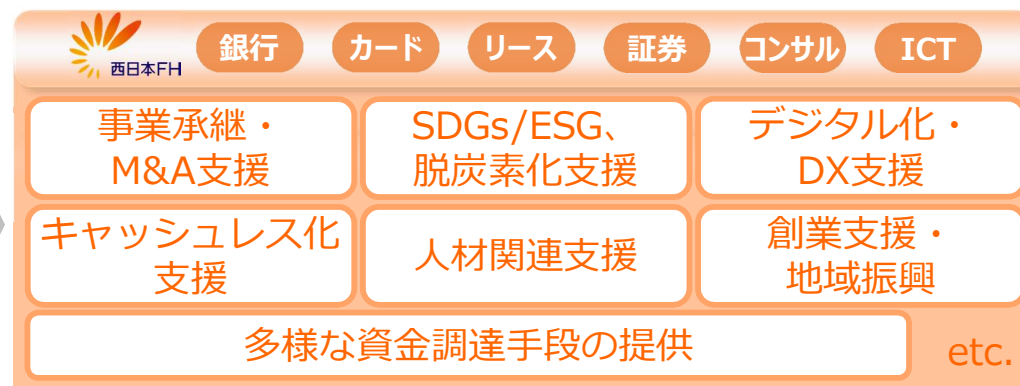 西日本FH 銀行 カード リース 証券 コンサル ICT
事業承継・
M&A支援
SDGs/ESG、
脱炭素化支援
デジタル化・
DX支援
キャッシュレス化
支援
人材関連支援
創業支援・
地域振興
多様な資金調達手段の提供
etc.